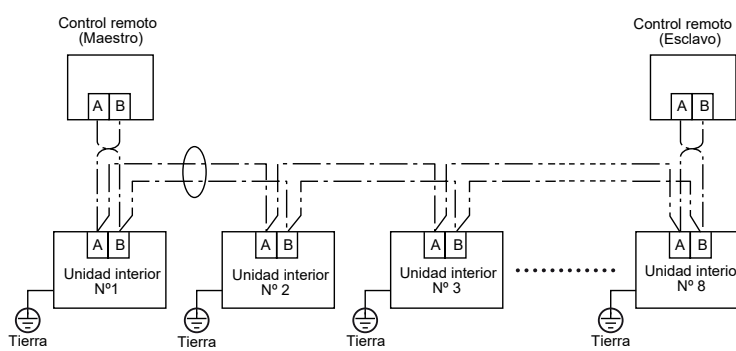 Control remoto
(Maestro)
Control remoto
(Esclavo)
A B
A B
A B
A B
A B
A B
Unidad interior
Nº1
Unidad interior
Nº 2
Unidad interior
Nº 3
Unidad interior
Nº 8
Tierra
Tierra
Tierra
Tierra